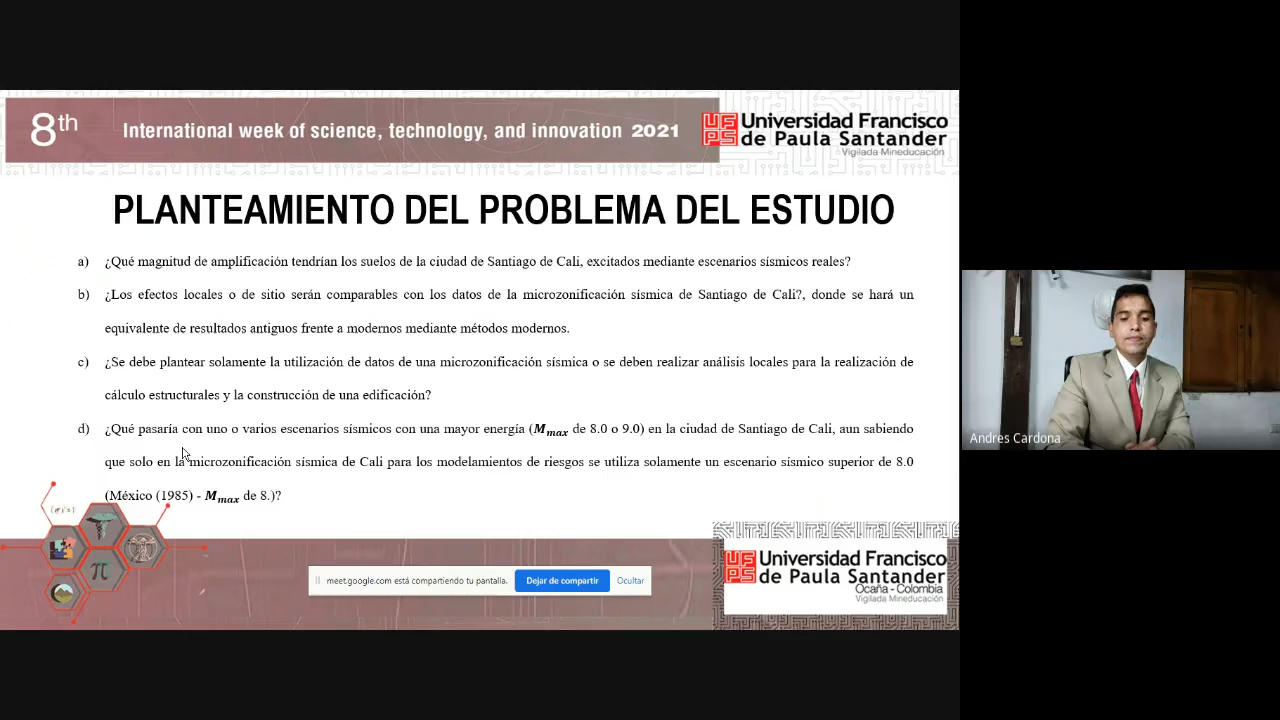 8th
International week of science, technology, and innovation 2021
Universidad Francisco
de Paula Santander
Vigilada Mineducación
PLANTEAMIENTO DEL PROBLEMA DEL ESTUDIO
a) ¿Qué magnitud de amplificación tendrían los suelos de la ciudad de Santiago de Cali, excitados mediante escenarios sísmicos reales?
b) ¿Los efectos locales o de sitio serán comparables con los datos de la microzonificación sísmica de Santiago de Cali?, donde se hará un
equivalente de resultados antiguos frente a modernos mediante métodos modernos.
c) ¿Se debe plantear solamente la utilización de datos de una microzonificación sísmica o se deben realizar análisis locales para la realización de
cálculo estructurales y la construcción de una edificación?
d) ¿Qué pasaría con uno o varios escenarios sísmicos con una mayor energía (Mmax de 8.0 o 9.0) en la ciudad de Santiago de Cali, aun sabiendo
que solo en la microzonificación sísmica de Cali para los modelamientos de riesgos se utiliza solamente un escenario sísmico superior de 8.0
(México (1985) - Mmax de 8.)?
π
UFPS
Universidad Francisco
de Paula Santander
Ocaña - Colombia
Vigilada Mineducación
meet.google.com está compartiendo tu pantalla.
Dejar de compartir
Ocultar
Andres Cardona